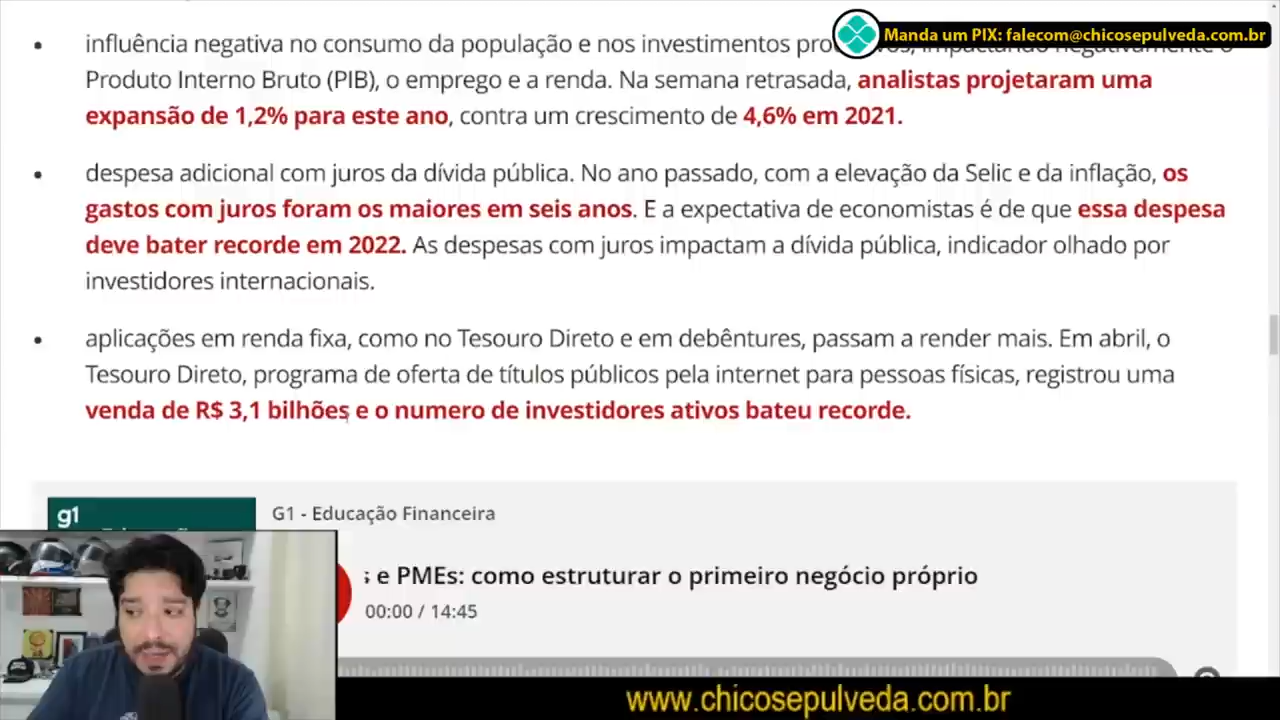 Manda um PIX: falecom@chicosepulveda.com.br
influência negativa no consumo da população e nos investimentos
Produto Interno Bruto (PIB), o emprego e a renda. Na semana retrasada, analistas projetaram uma
expansão de 1,2% para este ano, contra um crescimento de 4,6% em 2021.
despesa adicional com juros da dívida pública. No ano passado, com a elevação da Selic e da inflação, os
gastos com juros foram os maiores em seis anos. E a expectativa de economistas é de que essa despesa
deve bater recorde em 2022. As despesas com juros impactam a dívida pública, indicador olhado por
investidores internacionais.
aplicações em renda fixa, como no Tesouro Direto e em debêntures, passam a render mais. Em abril, o
Tesouro Direto, programa de oferta de títulos públicos pela internet para pessoas físicas, registrou uma
venda de R$ 3,1 bilhões e o numero de investidores ativos bateu recorde.
g1
G1 - Educação Financeira
e PMEs: como estruturar o primeiro negócio próprio
00:00 / 14:45
www.chicosepulveda.com.br